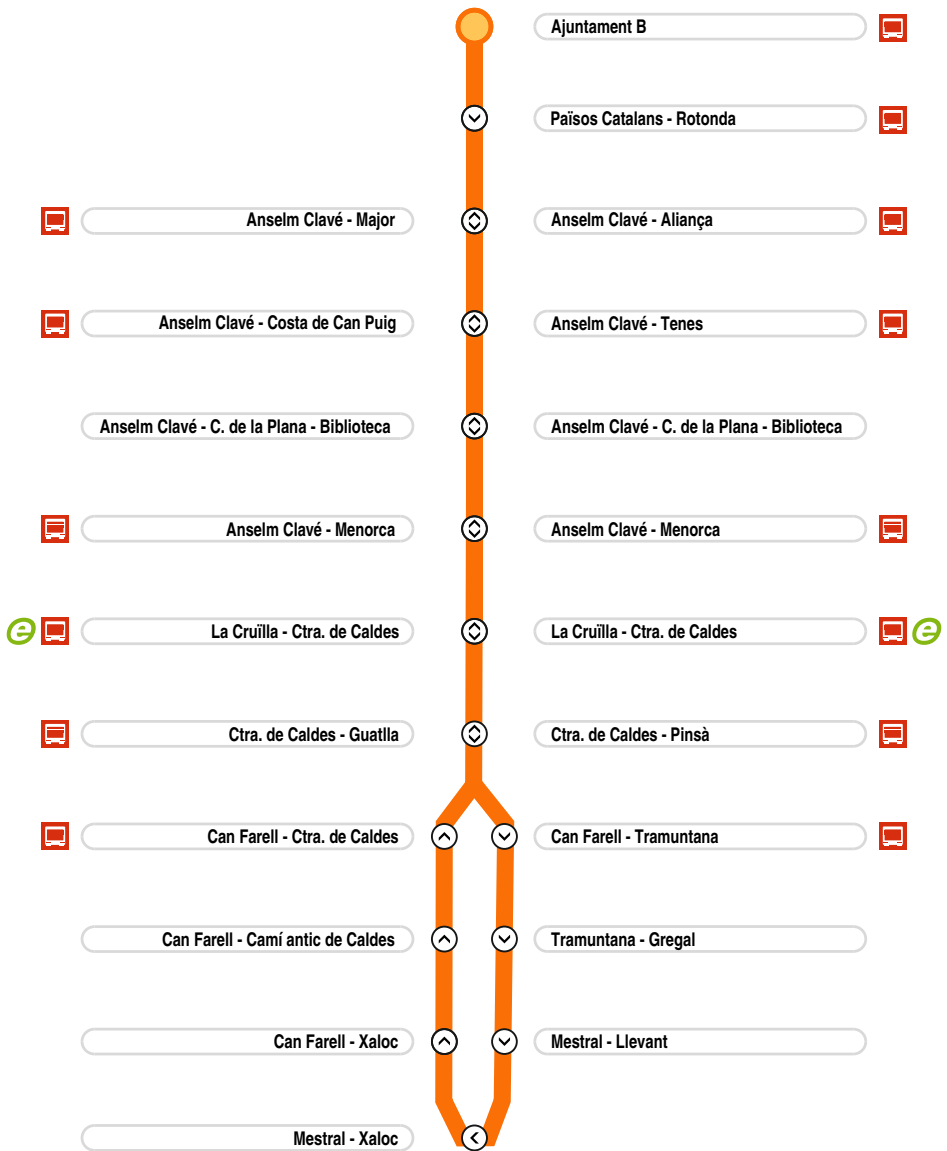 Ajuntament B
Països Catalans - Rotonda
Anselm Clavé - Major
Anselm Clavé - Aliança
Anselm Clavé - Costa de Can Puig
Anselm Clavé - Tenes
Anselm Clavé - C. de la Plana - Biblioteca
Anselm Clavé - C. de la Plana - Biblioteca
Anselm Clavé - Menorca
Anselm Clavé - Menorca
e
La Cruïlla - Ctra. de Caldes
La Cruïlla - Ctra. de Caldes
e
Ctra. de Caldes - Guatlla
Ctra. de Caldes - Pinsà
Can Farell - Ctra. de Caldes
Can Farell - Tramuntana
Can Farell - Camí antic de Caldes
Tramuntana - Gregal
Can Farell - Xaloc
Mestral - Llevant
Mestral - Xaloc